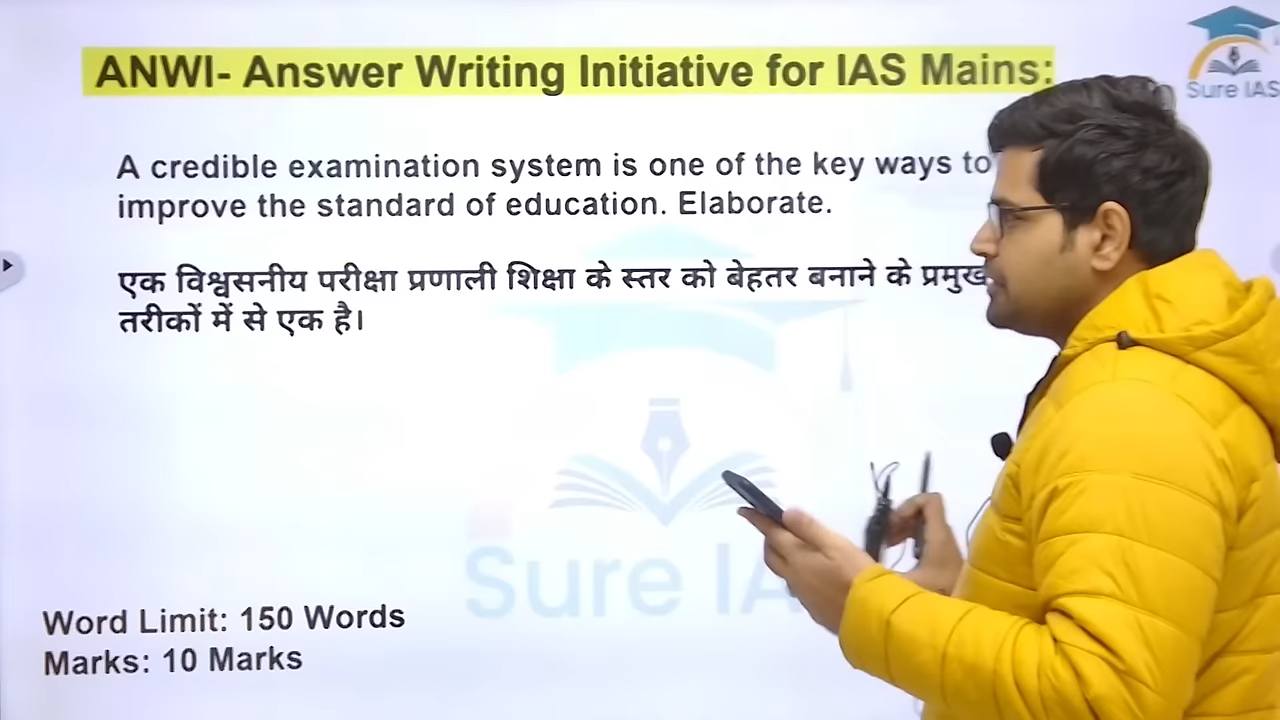 ANWI- Answer Writing Initiative for IAS Mains:
Sure IAS
A credible examination system is one of the key ways to
improve the standard of education. Elaborate.
एक विश्वसनीय परीक्षा प्रणाली शिक्षा के स्तर को बेहतर बनाने के प्रमुख
तरीकों में से एक है।
Sure IA
Word Limit: 150 Words
Marks: 10 Marks